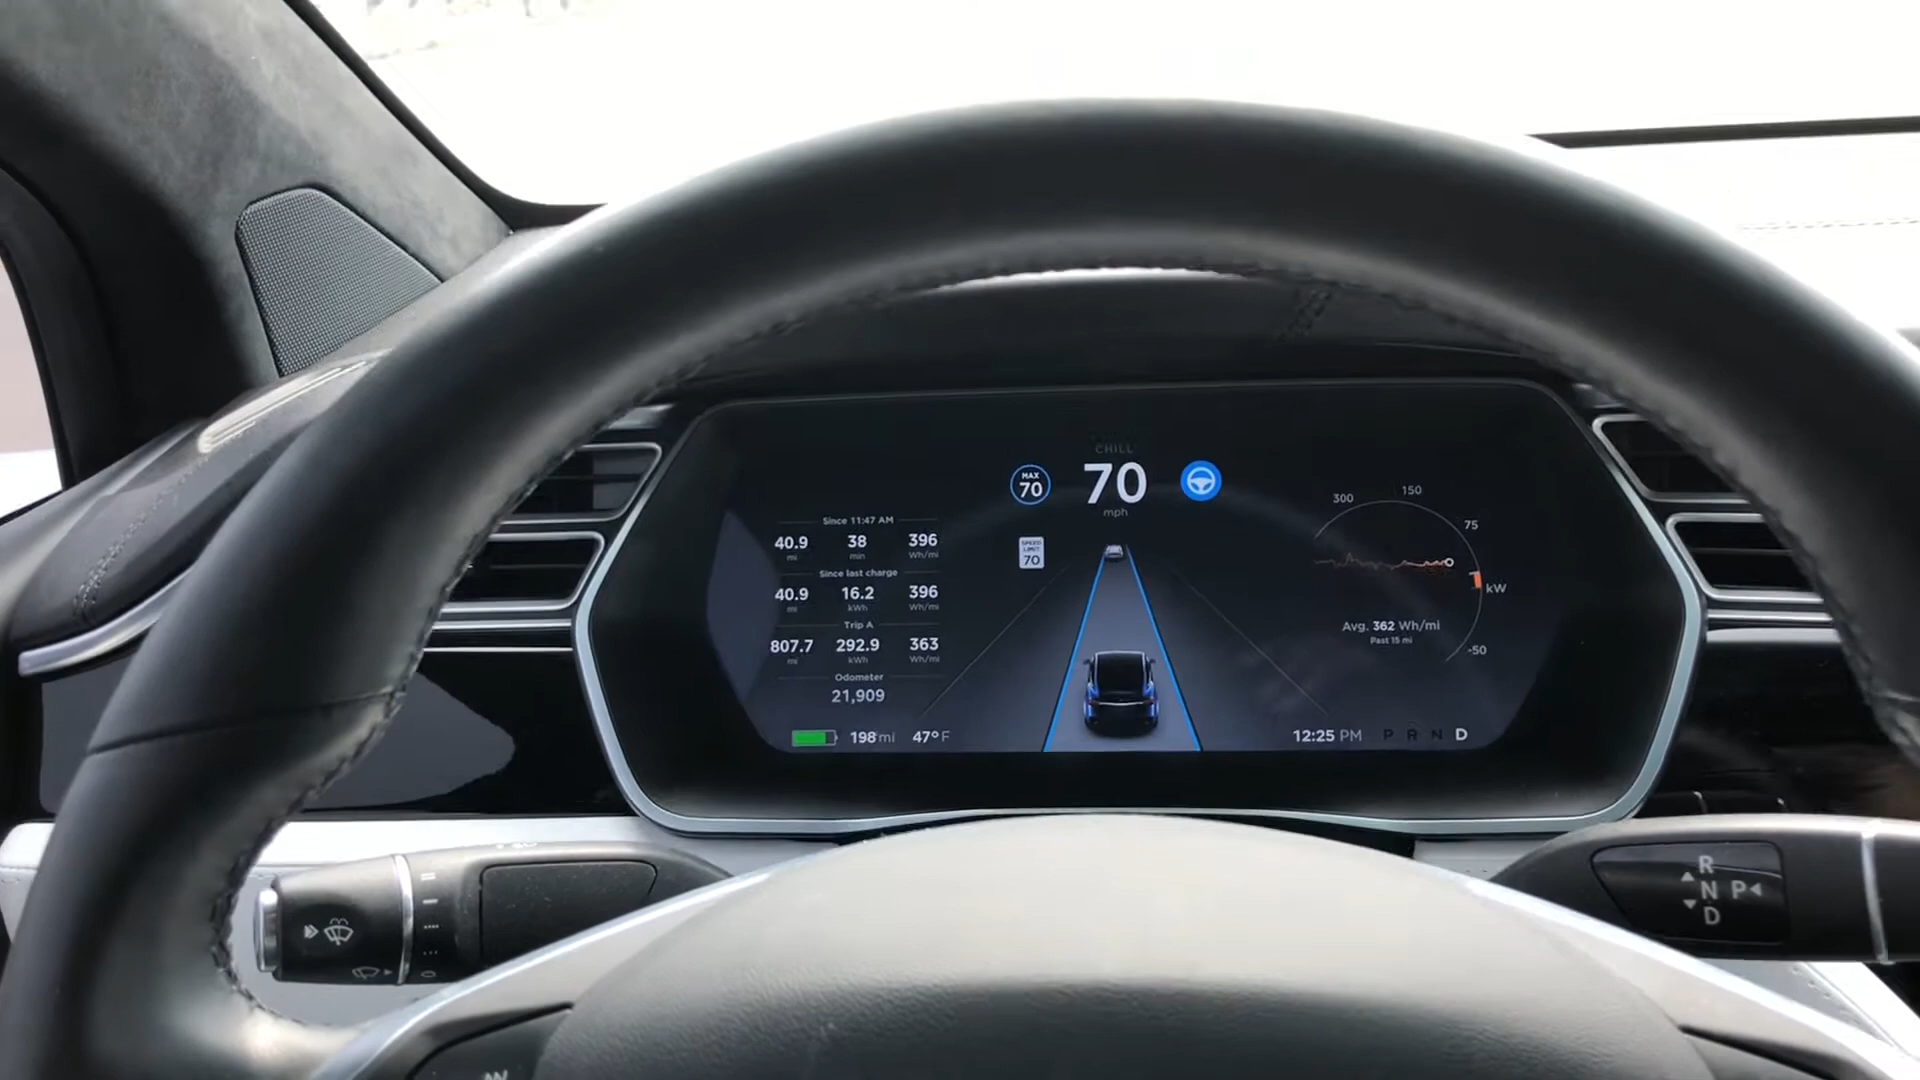 CHILL
MAX
70
70
mph
SPEED
LIMIT
70
Since 11:47 AM
40.9 38 396
mi min Wh/mi
Since last charge
40.9 16.2 396
mi kWh Wh/mi
Trip A
807.7 292.9 363
mi kWh Wh/mi
Odometer
21,909
198 mi 47°F
300 150
75
kW
Avg. 362 Wh/mi
Past 15 mi
-50
12:25 PM P R N D
R
N P
D